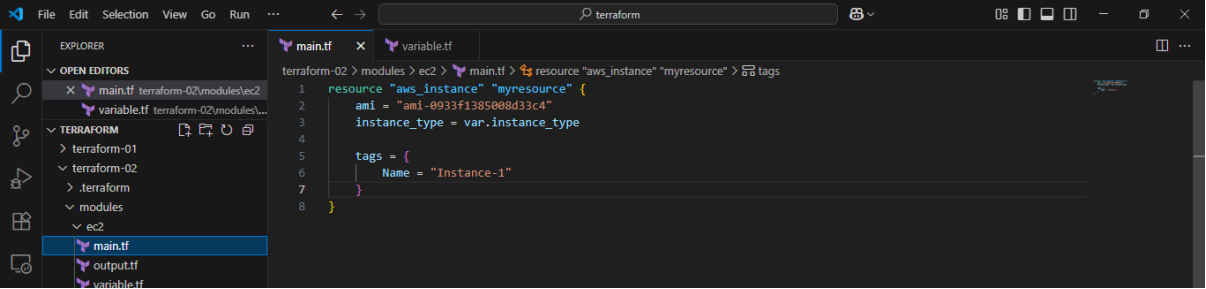 File Edit Selection View Go Run ··· terraform
EXPLORER ···
OPEN EDITORS
main.tf terraform-02\modules\ec2
variable.tf terraform-02\modules\...
TERRAFORM
terraform-01
terraform-02
.terraform
modules
ec2
main.tf
output.tf
variable.tf
main.tf variable.tf ···
terraform-02 > modules > ec2 > main.tf > resource "aws_instance" "myresource" > tags
1 resource "aws_instance" "myresource" {
2 ami = "ami-0933f1385008d33c4"
3 instance_type = var.instance_type
4
5 tags = {
6 Name = "Instance-1"
7 }
8 }